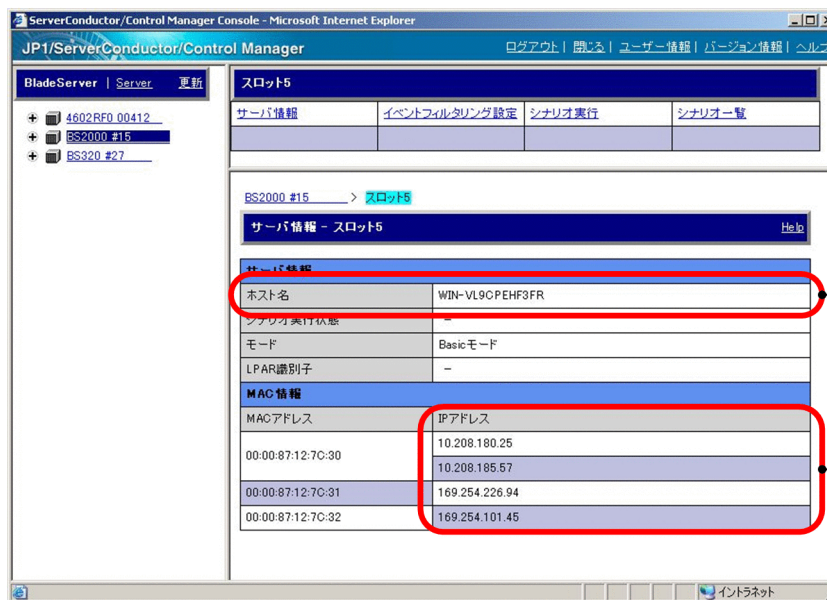 ServerConductor/Control Manager Console - Microsoft Internet Explorer
JP1/ServerConductor/Control Manager
ログアウト | 閉じる | ユーザー情報 | バージョン情報 | ヘルプ
BladeServer | Server 更新
4602RF0 00412
BS2000 #15
BS320 #27
スロット5
サーバ情報 イベントフィルタリング設定 シナリオ実行 シナリオ一覧
BS2000 #15 > スロット5
サーバ情報 - スロット5 Help
サーバ情報
ホスト名 WIN-VL9CPEHF3FR
シナリオ実行状態 -
モード Basicモード
LPAR識別子 -
MAC情報
MACアドレス IPアドレス
00:00:87:12:7C:30 10.208.180.25
10.208.185.57
00:00:87:12:7C:31 169.254.226.94
00:00:87:12:7C:32 169.254.101.45
イントラネット